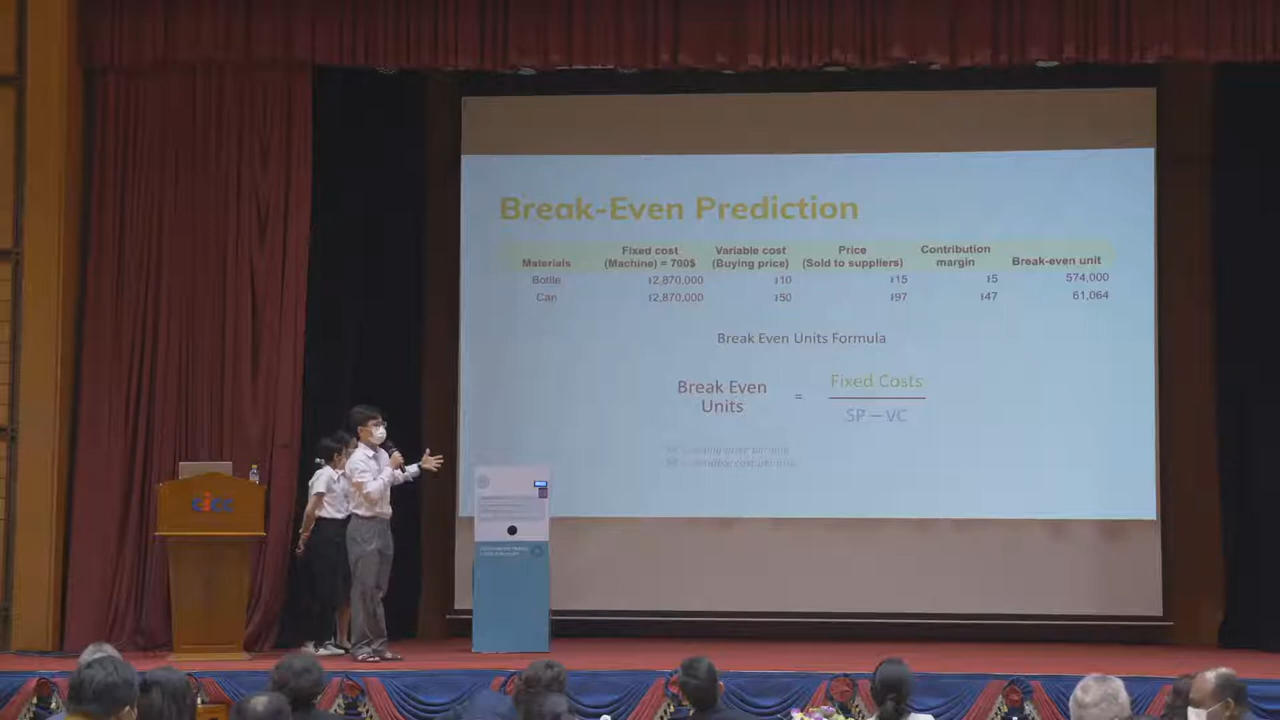 Break-Even Prediction
Materials Fixed cost (Machine) = 700$ Variable cost (Buying price) Price (Sold to suppliers) Contribution margin Break-even unit
Bottle ៛2,870,000 ៛10 ៛15 ៛5 574,000
Can ៛2,870,000 ៛50 ៛97 ៛47 61,064
Break Even Units Formula
Break Even Units = Fixed Costs
SP – VC
cicc